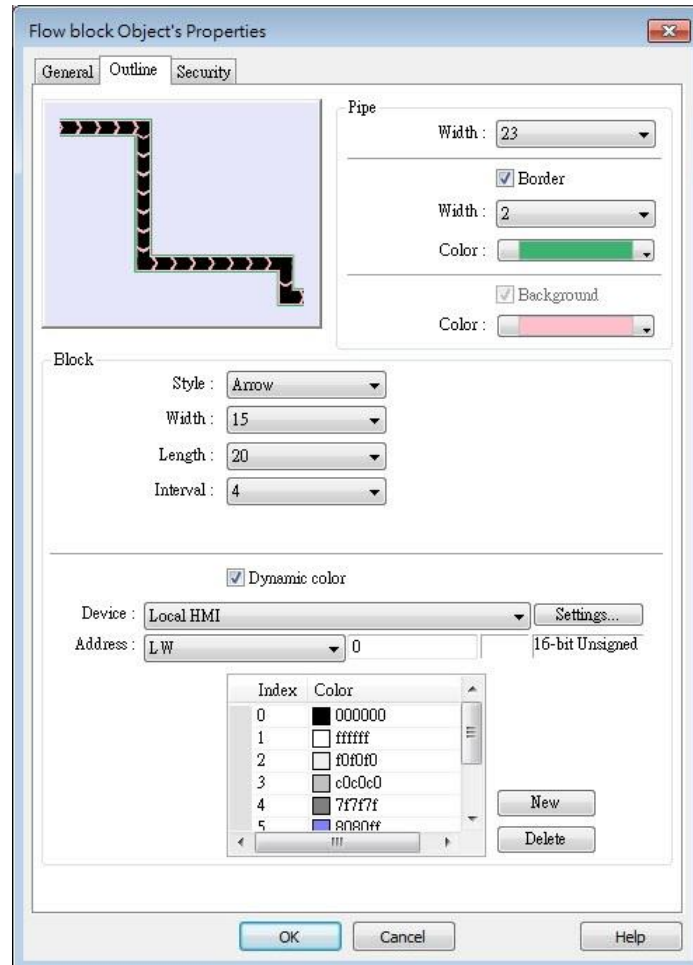 Flow block Object's Properties
General Outline Security
Pipe
Width : 23
Border
Width : 2
Color :
Background
Color :
Block
Style : Arrow
Width : 15
Length : 20
Interval : 4
Dynamic color
Device : Local HMI Settings...
Address : LW 0 16-bit Unsigned
Index Color
0 000000
1 ffffff
2 f0f0f0
3 c0c0c0
4 7f7f7f
5 8080ff
New
Delete
OK Cancel Help